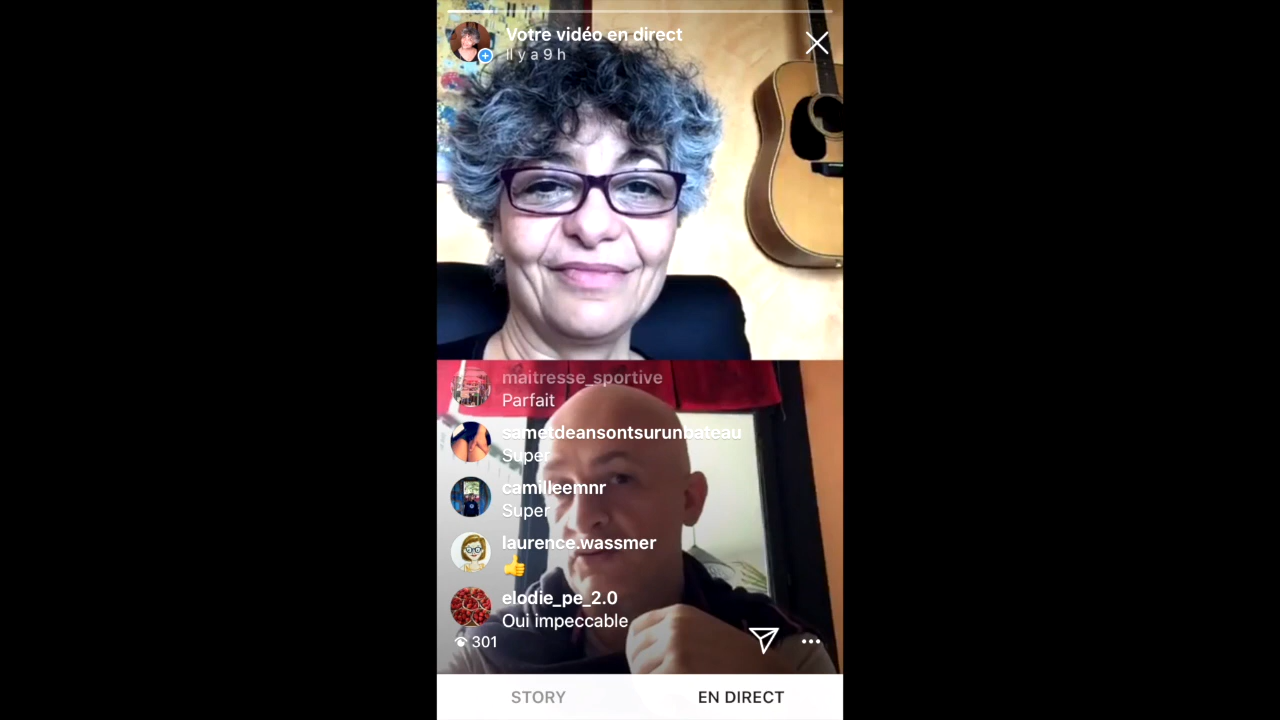 Votre vidéo en direct
Il y a 9 h
maitresse_sportive
Parfait
sametdeansontsurunbateau
Super
camilleemnr
Super
laurence.wassmer
👍
elodie_pe_2.0
Oui impeccable
301
STORY
EN DIRECT